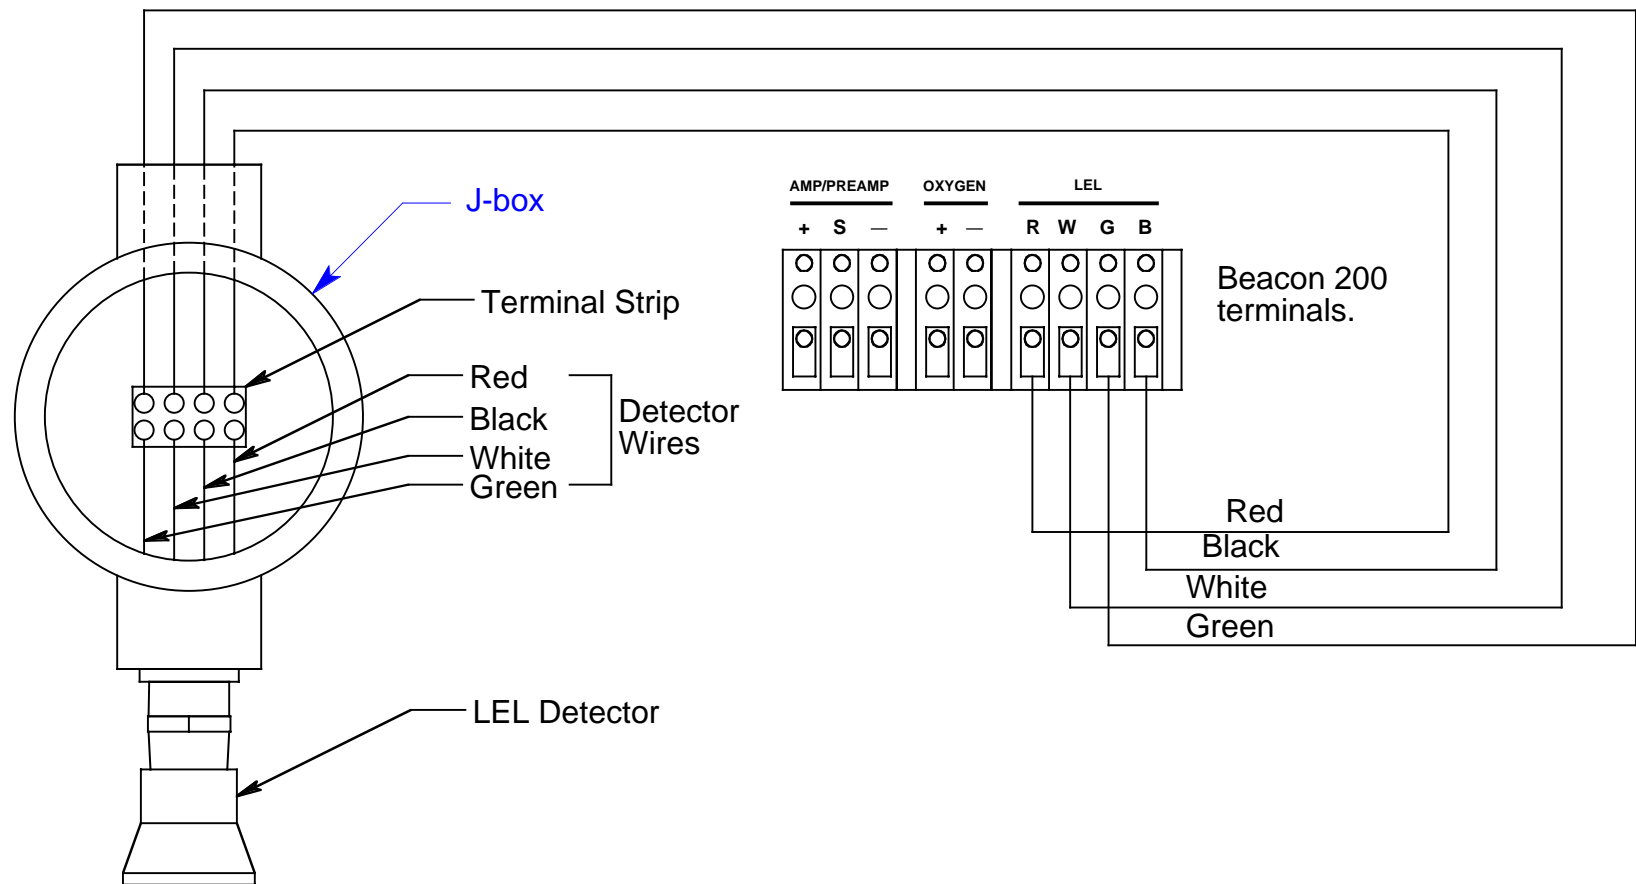 AMP/PREAMP OXYGEN LEL
+ S — + — R W G B
J-box
Terminal Strip
Beacon 200
terminals.
Red
Black
White
Green
Detector
Wires
Red
Black
White
Green
LEL Detector